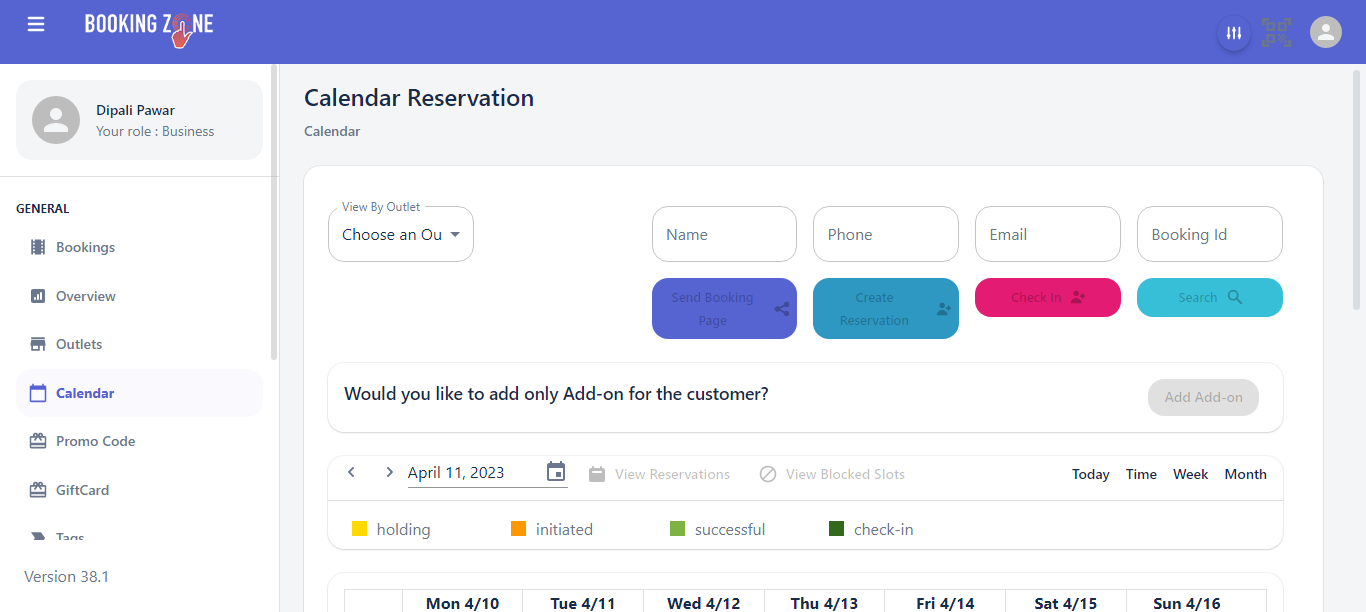 BOOKING ZONE
Dipali Pawar
Your role : Business
GENERAL
Bookings
Overview
Outlets
Calendar
Promo Code
GiftCard
Tags
Version 38.1
Calendar Reservation
Calendar
View By Outlet
Choose an Ou
Name
Phone
Email
Booking Id
Send Booking
Page
Create
Reservation
Check In
Search
Would you like to add only Add-on for the customer?
Add Add-on
April 11, 2023
View Reservations
View Blocked Slots
Today
Time
Week
Month
holding
initiated
successful
check-in
Mon 4/10
Tue 4/11
Wed 4/12
Thu 4/13
Fri 4/14
Sat 4/15
Sun 4/16